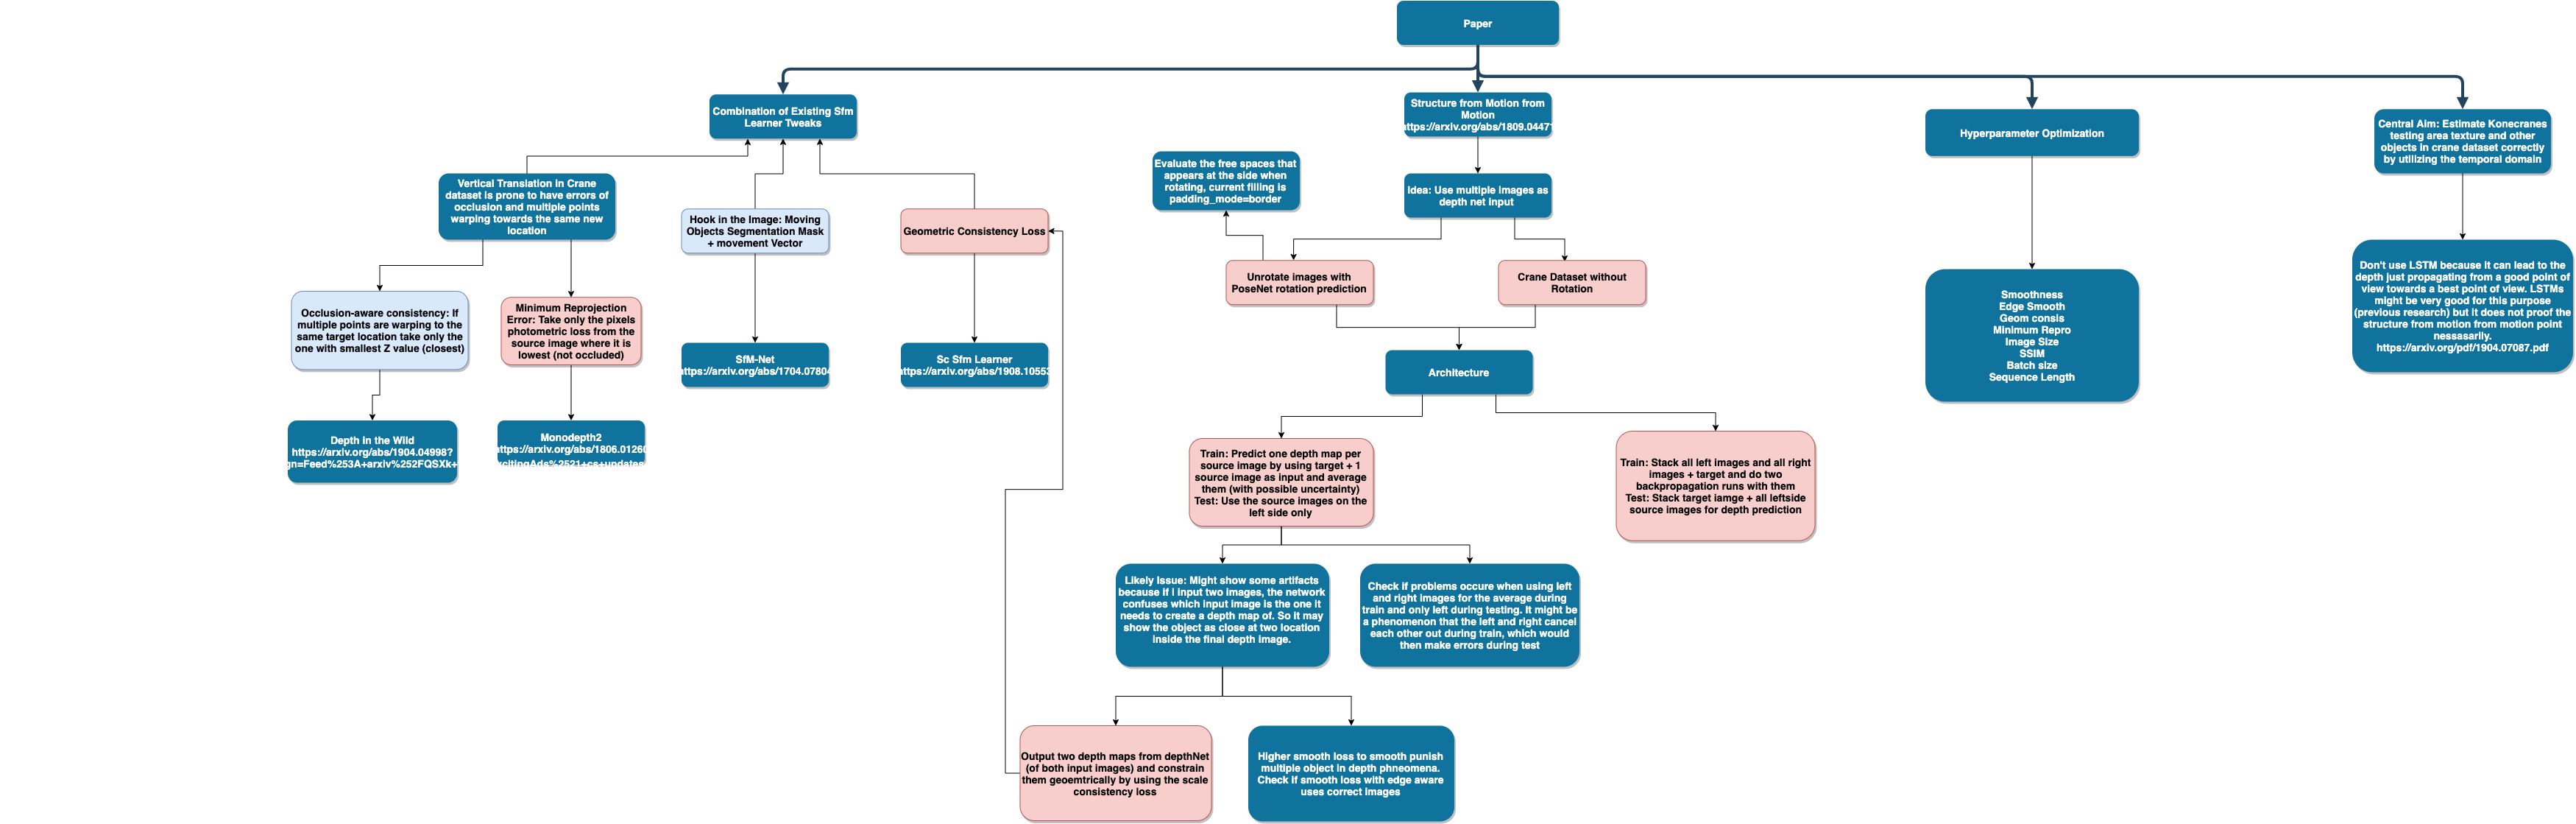 Paper
Combination of Existing Sfm
Learner Tweaks
Structure from Motion from
Motion
https://arxiv.org/abs/1809.04471
Hyperparameter Optimization
Central Aim: Estimate Konecranes
testing area texture and other
objects in crane dataset correctly
by utilizing the temporal domain
Vertical Translation in Crane
dataset is prone to have errors of
occlusion and multiple points
warping towards the same new
location
Hook in the Image: Moving
Objects Segmentation Mask
+ movement Vector
Geometric Consistency Loss
Evaluate the free spaces that
appears at the side when
rotating, current filling is
padding_mode=border
Idea: Use multiple images as
depth net input
Unrotate images with
PoseNet rotation prediction
Crane Dataset without
Rotation
Smoothness
Edge Smooth
Geom consis
Minimum Repro
Image Size
SSIM
Batch size
Sequence Length
Don't use LSTM because it can lead to the
depth just propagating from a good point of
view towards a best point of view. LSTMs
might be very good for this purpose
(previous research) but it does not proof the
structure from motion from motion point
nessasarily.
https://arxiv.org/pdf/1904.07087.pdf
Occlusion-aware consistency: If
multiple points are warping to the
same target location take only the
one with smallest Z value (closest)
Minimum Reprojection
Error: Take only the pixels
photometric loss from the
source image where it is
lowest (not occluded)
SfM-Net
https://arxiv.org/abs/1704.07804
Sc Sfm Learner
https://arxiv.org/abs/1908.10553
Architecture
Depth in the Wild
https://arxiv.org/abs/1904.04998?
gn=Feed%253A+arxiv%252FQSXk+
Monodepth2
https://arxiv.org/abs/1806.01260
xcitingAds%2521+cs+updates
Train: Predict one depth map per
source image by using target + 1
source image as input and average
them (with possible uncertainty)
Test: Use the source images on the
left side only
Train: Stack all left images and all right
images + target and do two
backpropagation runs with them
Test: Stack target iamge + all leftside
source images for depth prediction
Likely Issue: Might show some artifacts
because if I input two images, the network
confuses which input image is the one it
needs to create a depth map of. So it may
show the object as close at two location
inside the final depth image.
Check if problems occure when using left
and right images for the average during
train and only left during testing. It might be
a phenomenon that the left and right cancel
each other out during train, which would
then make errors during test
Output two depth maps from depthNet
(of both input images) and constrain
them geoemtrically by using the scale
consistency loss
Higher smooth loss to smooth punish
multiple object in depth phneomena.
Check if smooth loss with edge aware
uses correct images